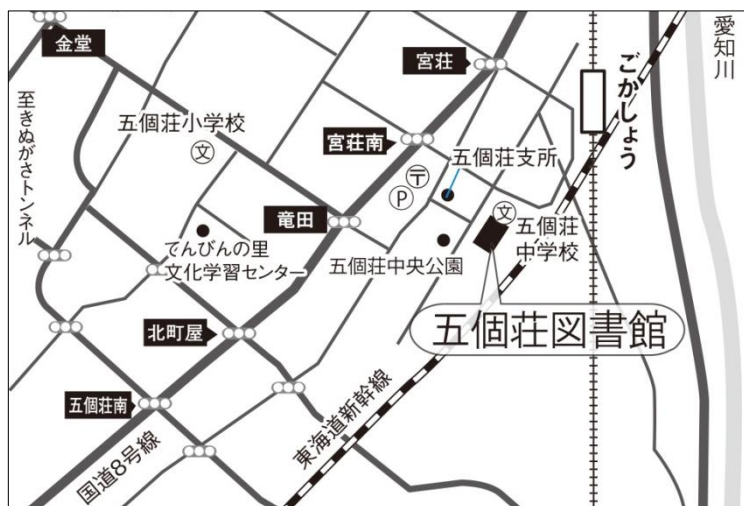 金堂
宮荘
ごかしょう
愛知川
至きぬがさトンネル
五個荘小学校
文
宮荘南
五個荘支所
〒
P
竜田
文
五個荘
中学校
てんびんの里
文化学習センター
五個荘中央公園
北町屋
五個荘図書館
五個荘南
東海道新幹線
国道8号線